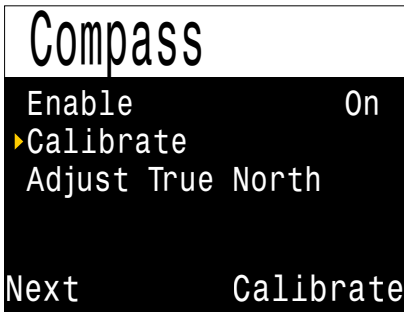 Compass
Enable On
Calibrate
Adjust True North
Next Calibrate